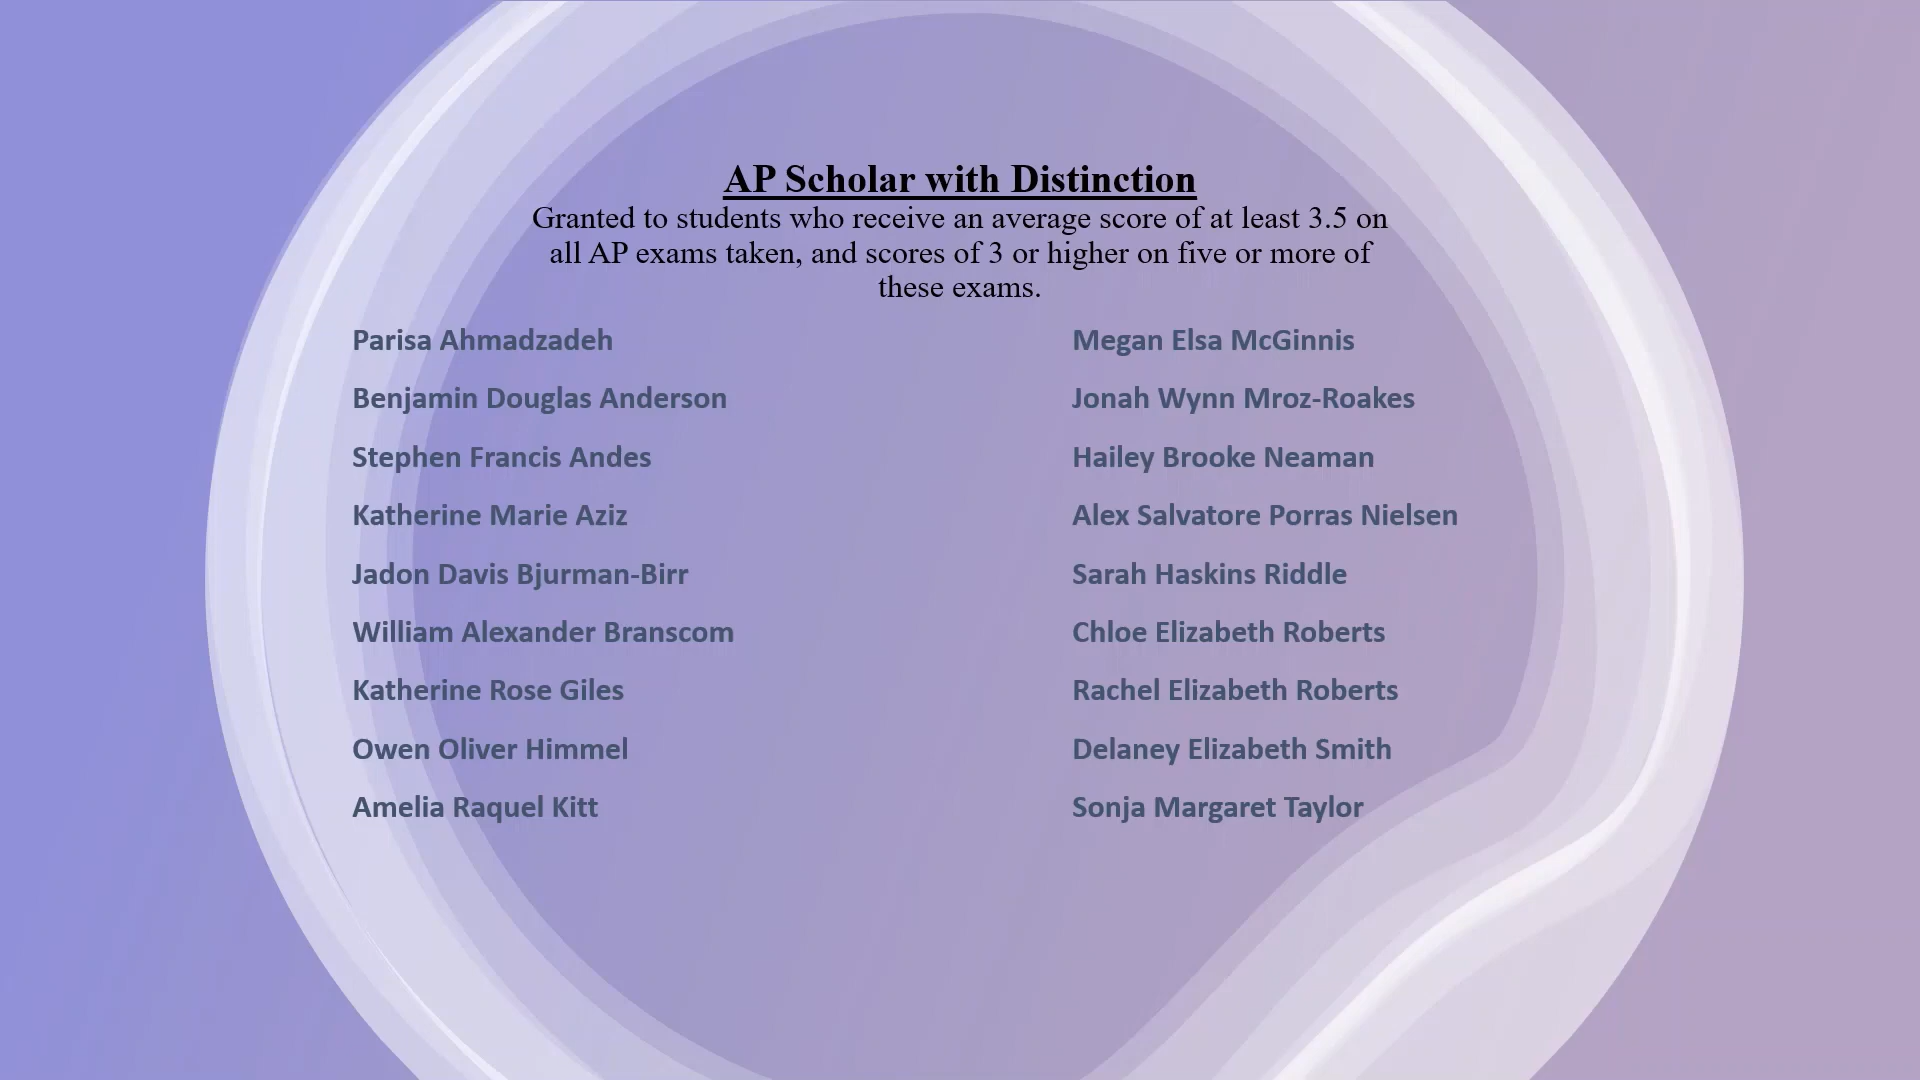 AP Scholar with Distinction
Granted to students who receive an average score of at least 3.5 on
all AP exams taken, and scores of 3 or higher on five or more of
these exams.
Parisa Ahmadzadeh
Benjamin Douglas Anderson
Stephen Francis Andes
Katherine Marie Aziz
Jadon Davis Bjurman-Birr
William Alexander Branscom
Katherine Rose Giles
Owen Oliver Himmel
Amelia Raquel Kitt
Megan Elsa McGinnis
Jonah Wynn Mroz-Roakes
Hailey Brooke Neaman
Alex Salvatore Porras Nielsen
Sarah Haskins Riddle
Chloe Elizabeth Roberts
Rachel Elizabeth Roberts
Delaney Elizabeth Smith
Sonja Margaret Taylor